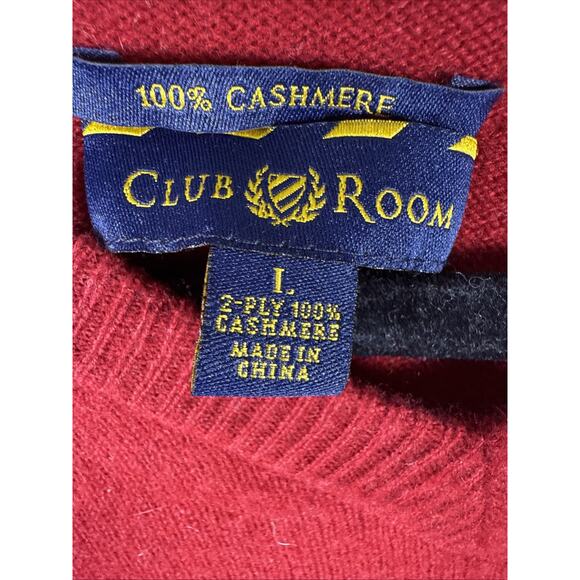 100% CASHMERE
CLUB ROOM
L
2-PLY 100%
CASHMERE
MADE IN
CHINA